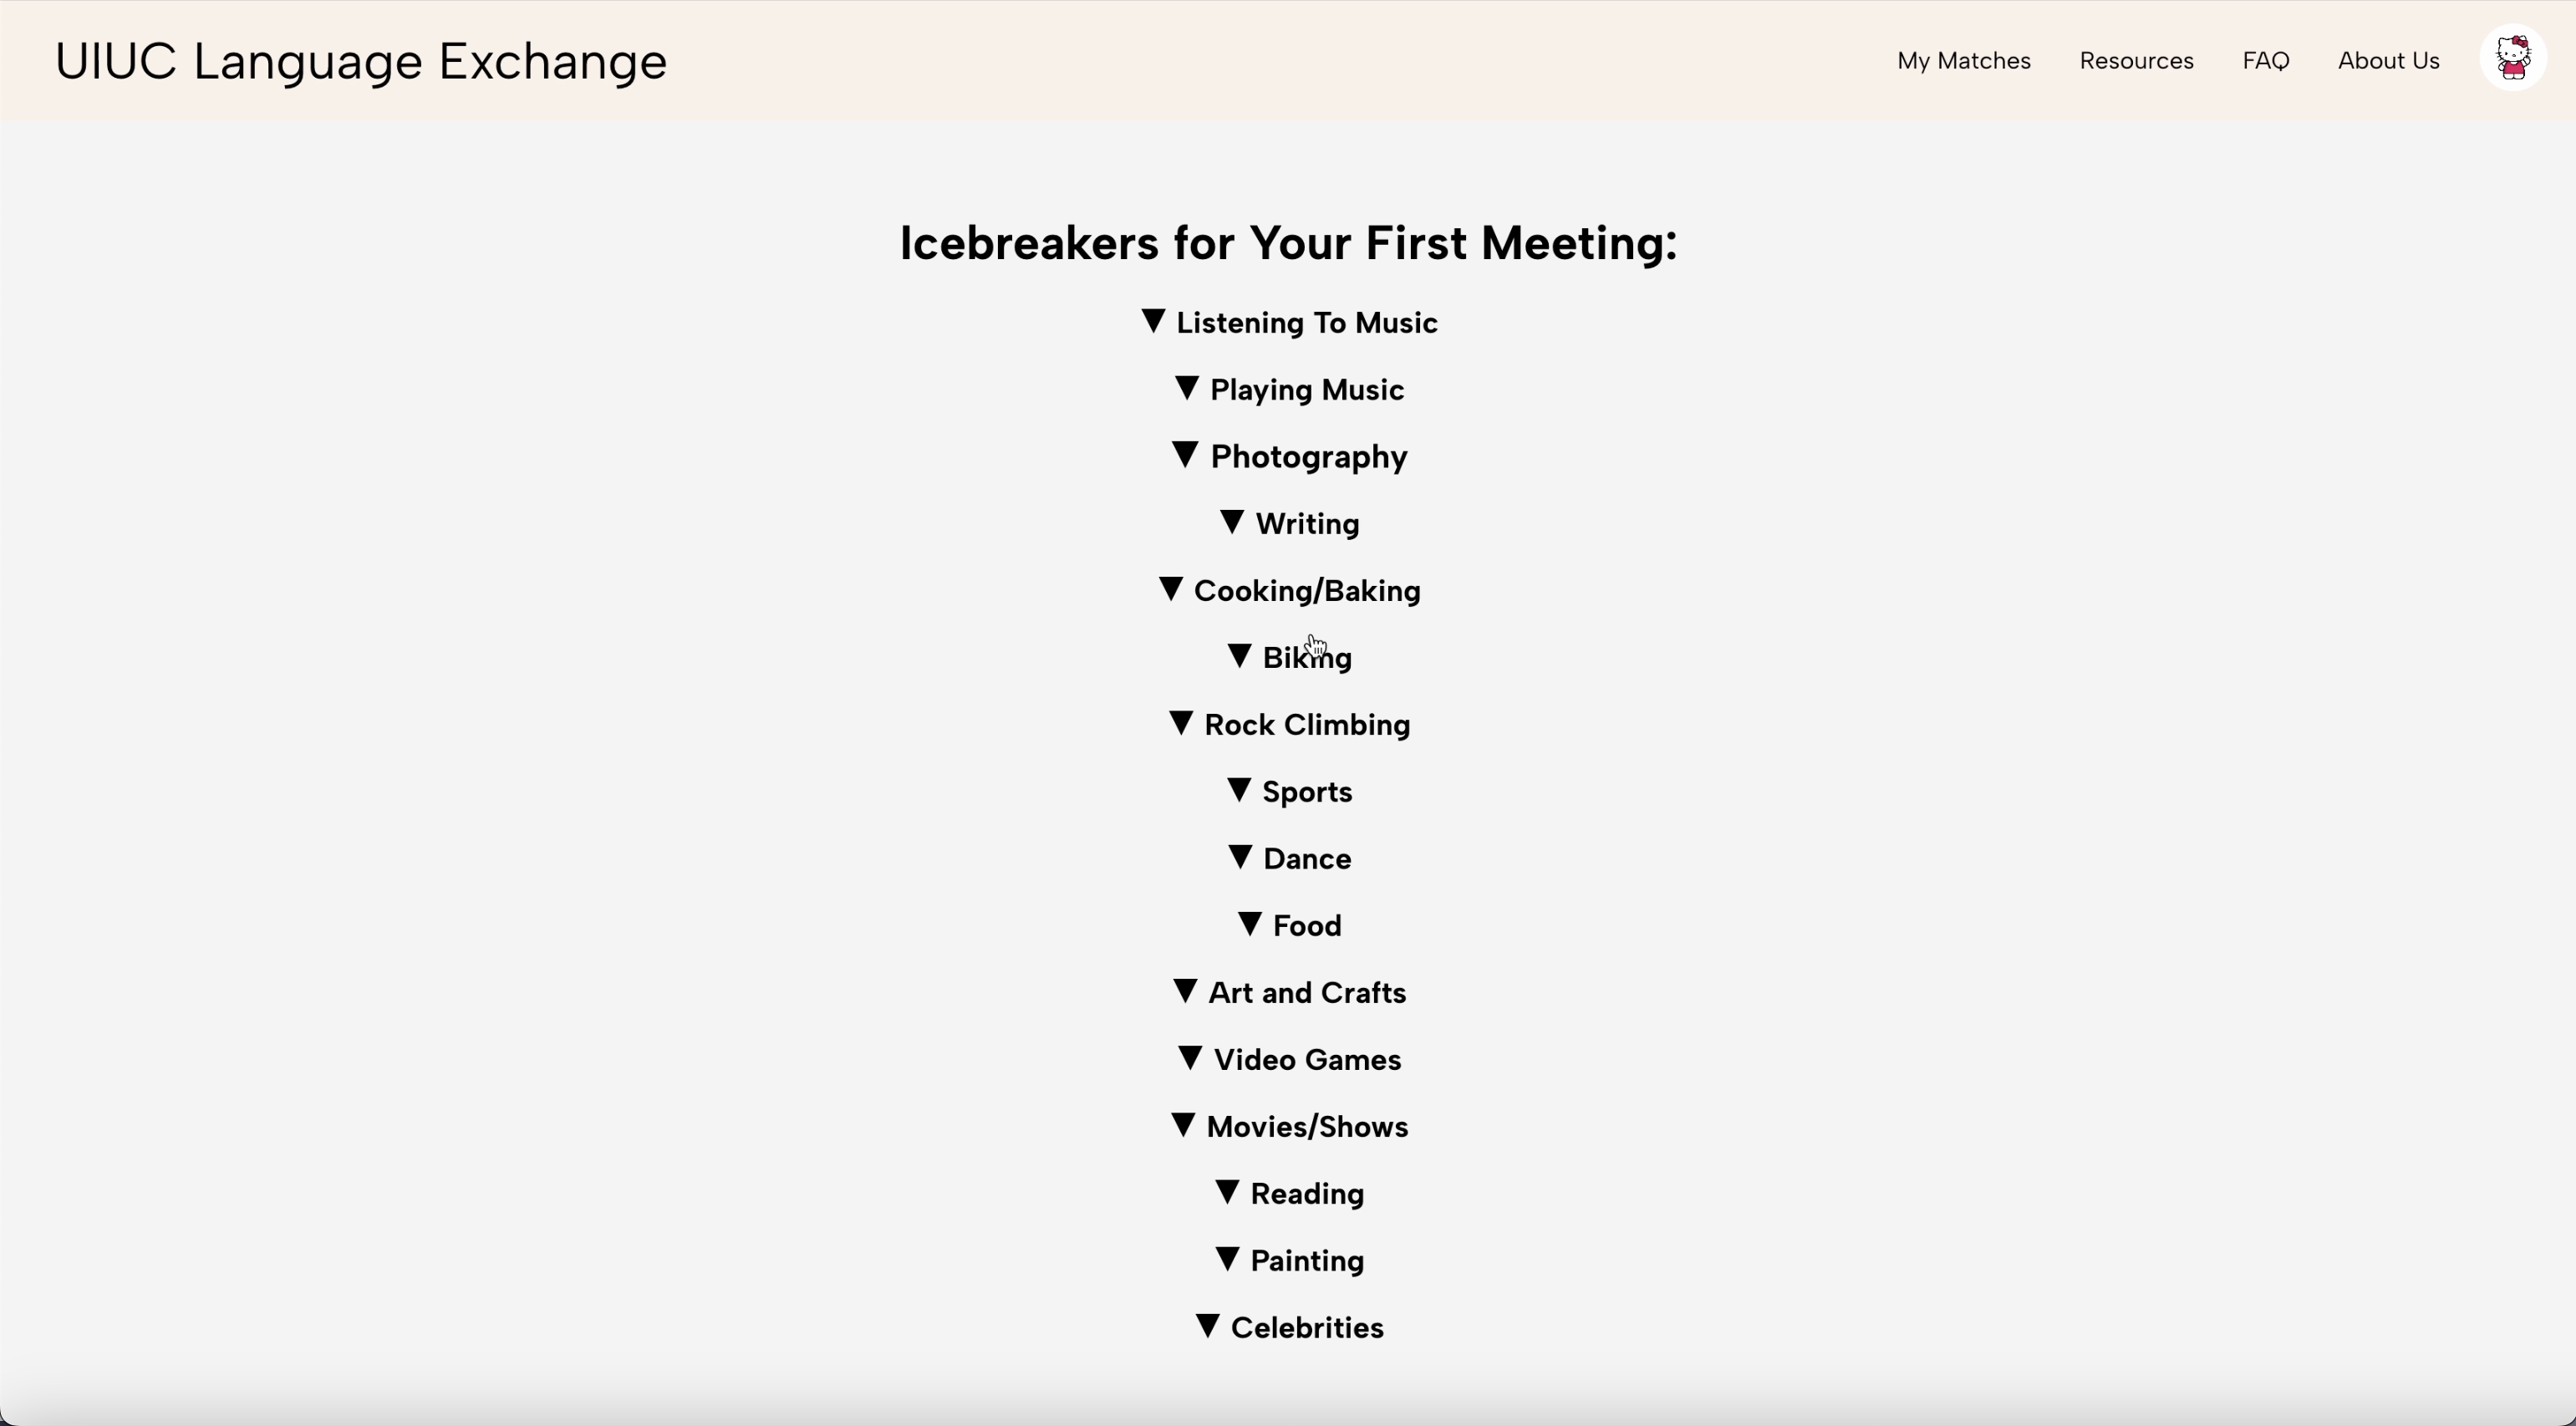 UIUC Language Exchange
My Matches Resources FAQ About Us
Icebreakers for Your First Meeting:
▼ Listening To Music
▼ Playing Music
▼ Photography
▼ Writing
▼ Cooking/Baking
▼ Biking
▼ Rock Climbing
▼ Sports
▼ Dance
▼ Food
▼ Art and Crafts
▼ Video Games
▼ Movies/Shows
▼ Reading
▼ Painting
▼ Celebrities